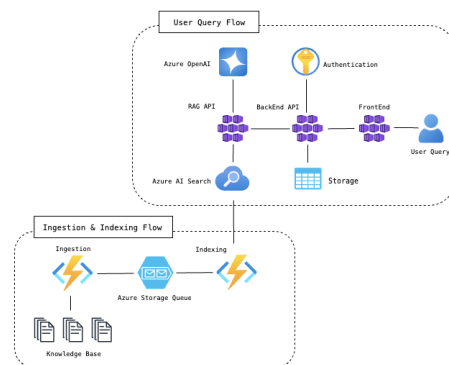 User Query Flow
Azure OpenAI
Authentication
RAG API
BackEnd API
FrontEnd
User Query
Azure AI Search
Storage
Ingestion & Indexing Flow
Ingestion
Indexing
Azure Storage Queue
Knowledge Base